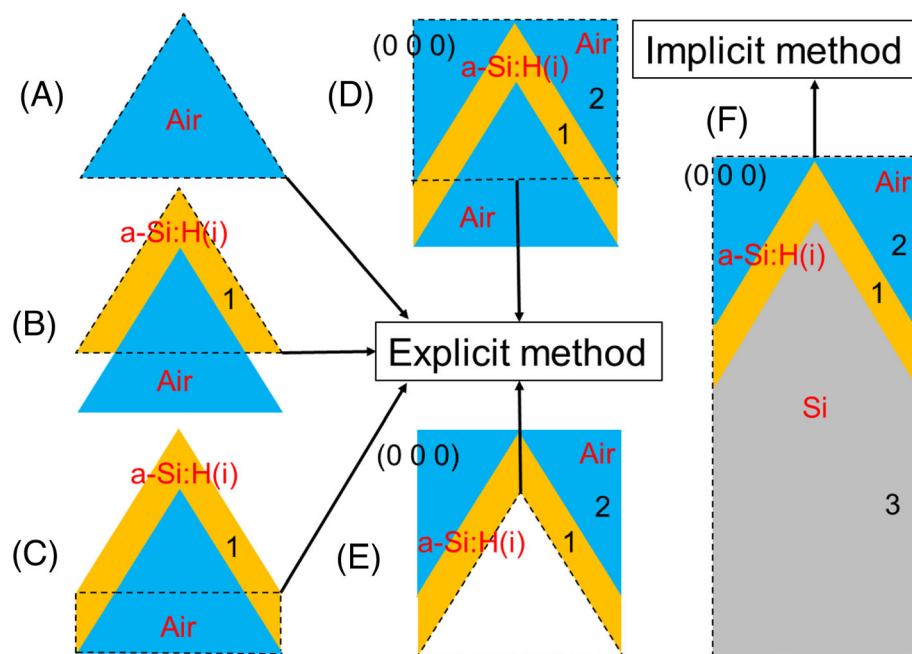 (A)
Air
(B)
a-Si:H(i)
1
Air
(C)
a-Si:H(i)
1
Air
(D)
(0 0 0)
Air
a-Si:H(i)
2
1
Air
Explicit method
(E)
(0 0 0)
Air
2
a-Si:H(i)
1
Implicit method
(F)
(0 0 0)
Air
a-Si:H(i)
2
1
Si
3